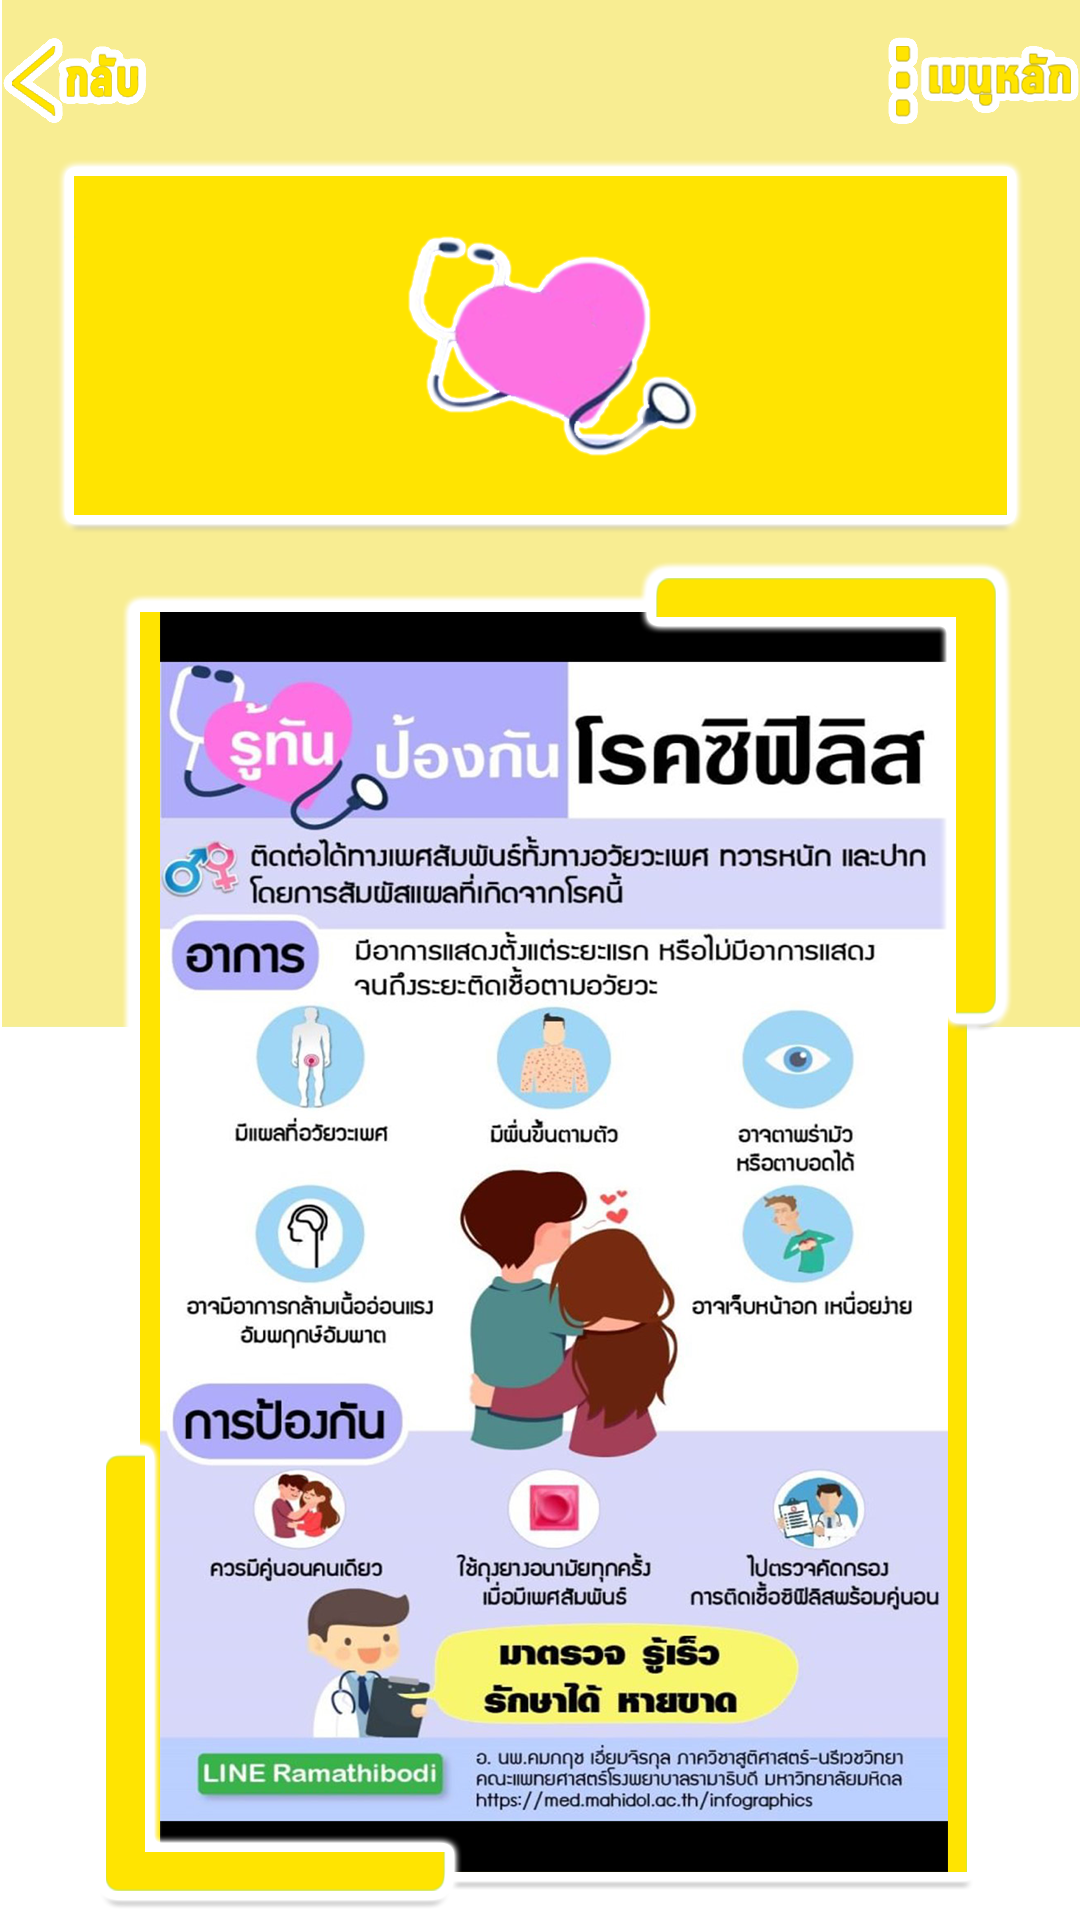 กลับ
เมนูหลัก
รู้ทัน ป้องกัน โรคซิฟิลิส
ติดต่อได้ทางเพศสัมพันธ์ทั้งทางอวัยวะเพศ ทวารหนัก และปาก
โดยการสัมผัสแผลที่เกิดจากโรคนี้
อาการ
มีอาการแสดงตั้งแต่ระยะแรก หรือไม่มีอาการแสดง
จนถึงระยะติดเชื้อตามอวัยวะ
มีแผลที่อวัยวะเพศ
มีผื่นขึ้นตามตัว
อาจตาพร่ามัว
หรือตาบอดได้
อาจมีอาการกล้ามเนื้ออ่อนแรง
อัมพฤกษ์อัมพาต
อาจเจ็บหน้าอก เหนื่อยง่าย
การป้องกัน
ควรมีคู่นอนคนเดียว
ใช้ถุงยางอนามัยทุกครั้ง
เมื่อมีเพศสัมพันธ์
ไปตรวจคัดกรอง
การติดเชื้อซิฟิลิสพร้อมคู่นอน
มาตรวจ รู้เร็ว
รักษาได้ หายขาด
LINE Ramathibodi
อ. นพ.คมกฤช เอี่ยมจิรกุล ภาควิชาสูติศาสตร์-นรีเวชวิทยา
คณะแพทยศาสตร์โรงพยาบาลรามาธิบดี มหาวิทยาลัยมหิดล
https://med.mahidol.ac.th/infographics